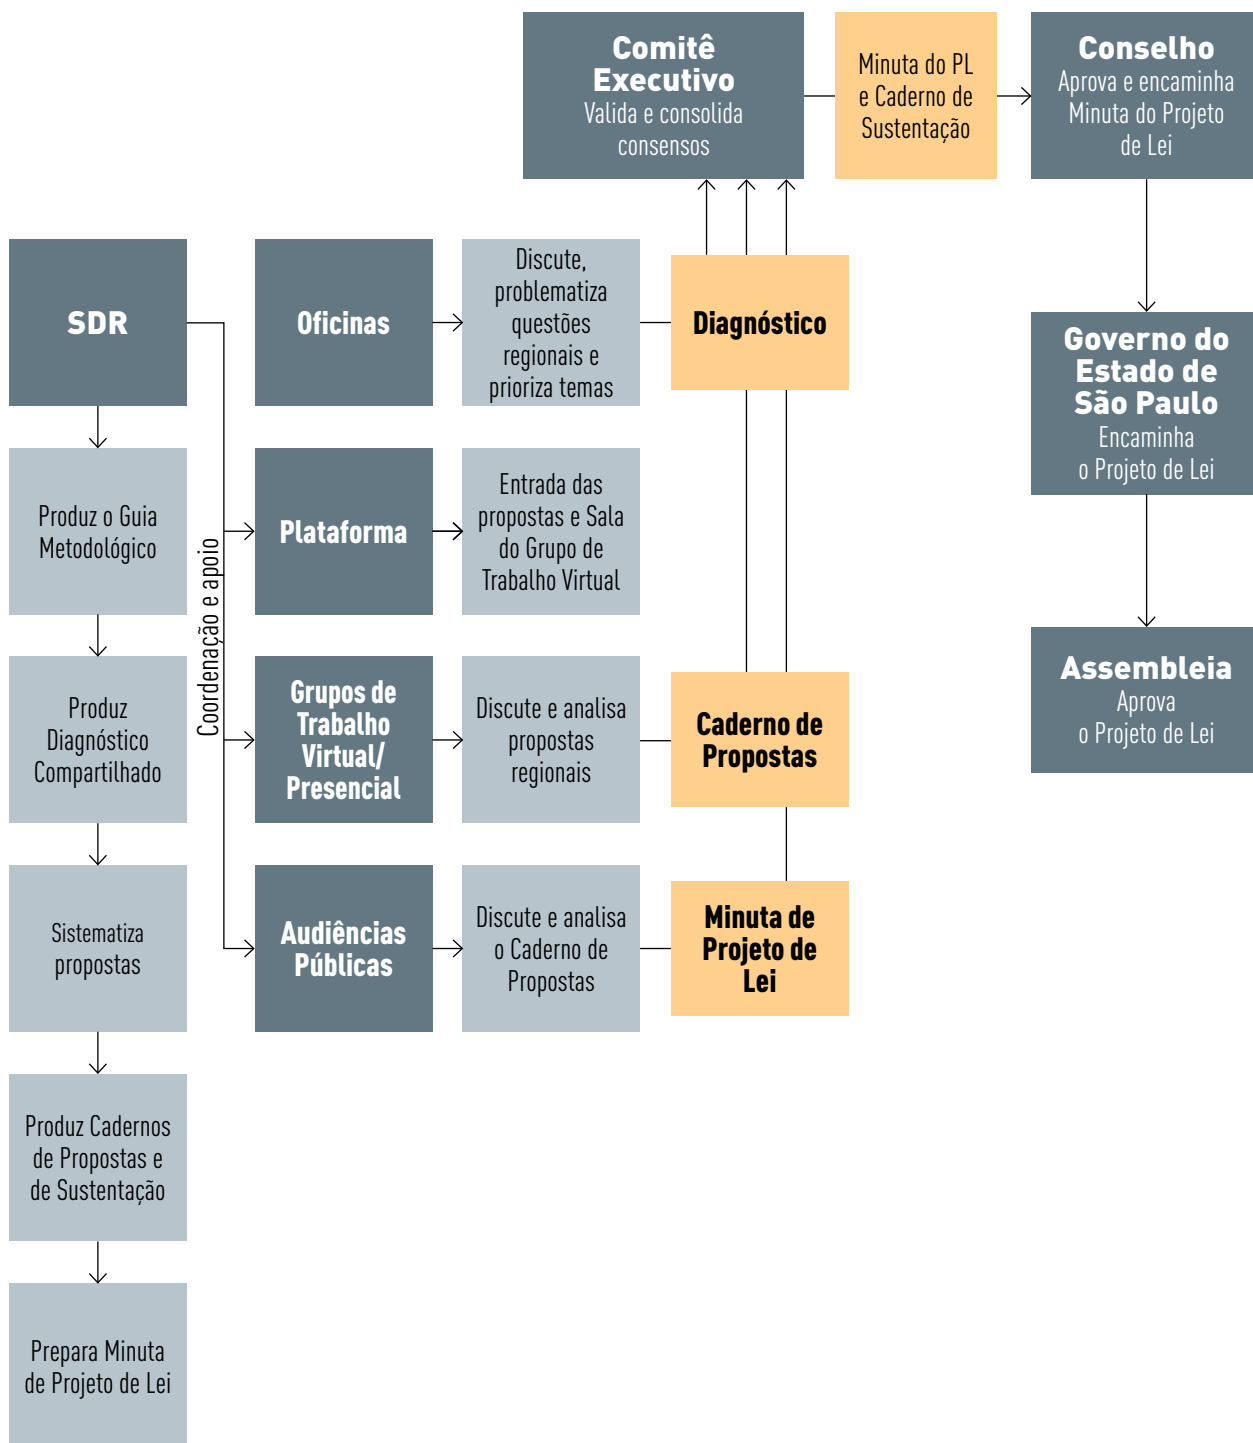 Comitê
Executivo
Valida e consolida
consensos
Minuta do PL
e Caderno de
Sustentação
Conselho
Aprova e encaminha
Minuta do Projeto
de Lei
SDR
Oficinas
Discute,
problematiza
questões
regionais e
prioriza temas
Diagnóstico
Governo do
Estado de
São Paulo
Encaminha
o Projeto de Lei
Produz o Guia
Metodológico
Coordenação e apoio
Plataforma
Entrada das
propostas e Sala
do Grupo de
Trabalho Virtual
Produz
Diagnóstico
Compartilhado
Grupos de
Trabalho
Virtual/
Presencial
Discute e analisa
propostas
regionais
Caderno de
Propostas
Assembleia
Aprova
o Projeto de Lei
Sistematiza
propostas
Audiências
Públicas
Discute e analisa
o Caderno de
Propostas
Minuta de
Projeto de
Lei
Produz Cadernos
de Propostas e
de Sustentação
Prepara Minuta
de Projeto de Lei